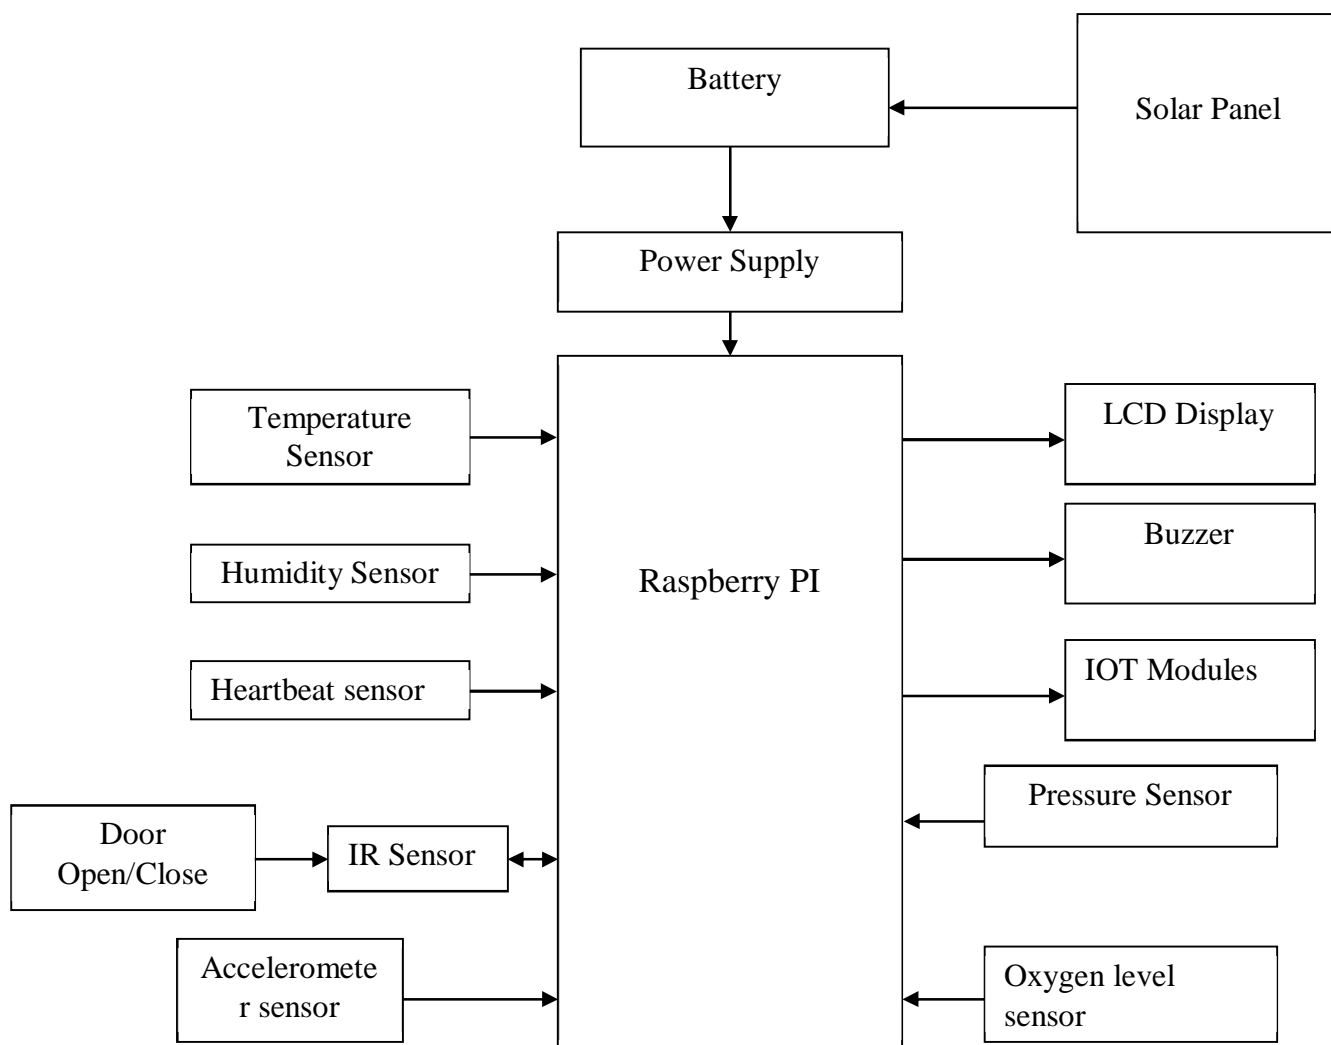 Battery
Solar Panel
Power Supply
Temperature
Sensor
LCD Display
Buzzer
Humidity Sensor
Raspberry PI
Heartbeat sensor
IOT Modules
Pressure Sensor
Door
Open/Close
IR Sensor
Acceleromete
r sensor
Oxygen level
sensor